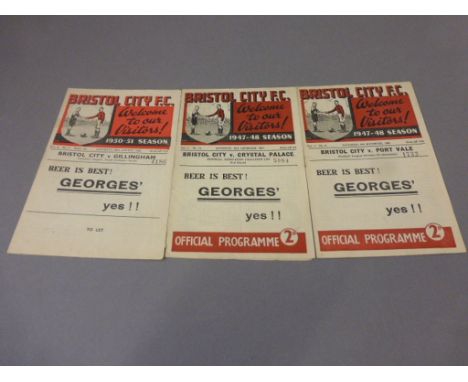 BRISTOL CITY F.C.
Welcome
to our
Visitors!
1950-51 SEASON
BRISTOL CITY v. GILLINGHAM
BEER IS BEST!
GEORGES'
yes!!
TO LET
BRISTOL CITY F.C.
Welcome
to our
Visitors!
1947-48 SEASON
BRISTOL CITY v. CRYSTAL PALACE
BEER IS BEST!
GEORGES'
yes!!
OFFICIAL PROGRAMME 2D
BRISTOL CITY F.C.
Welcome
to our
Visitors!
1947-48 SEASON
BRISTOL CITY v. PORT VALE
BEER IS BEST!
GEORGES'
yes!!
OFFICIAL PROGRAMME 2D